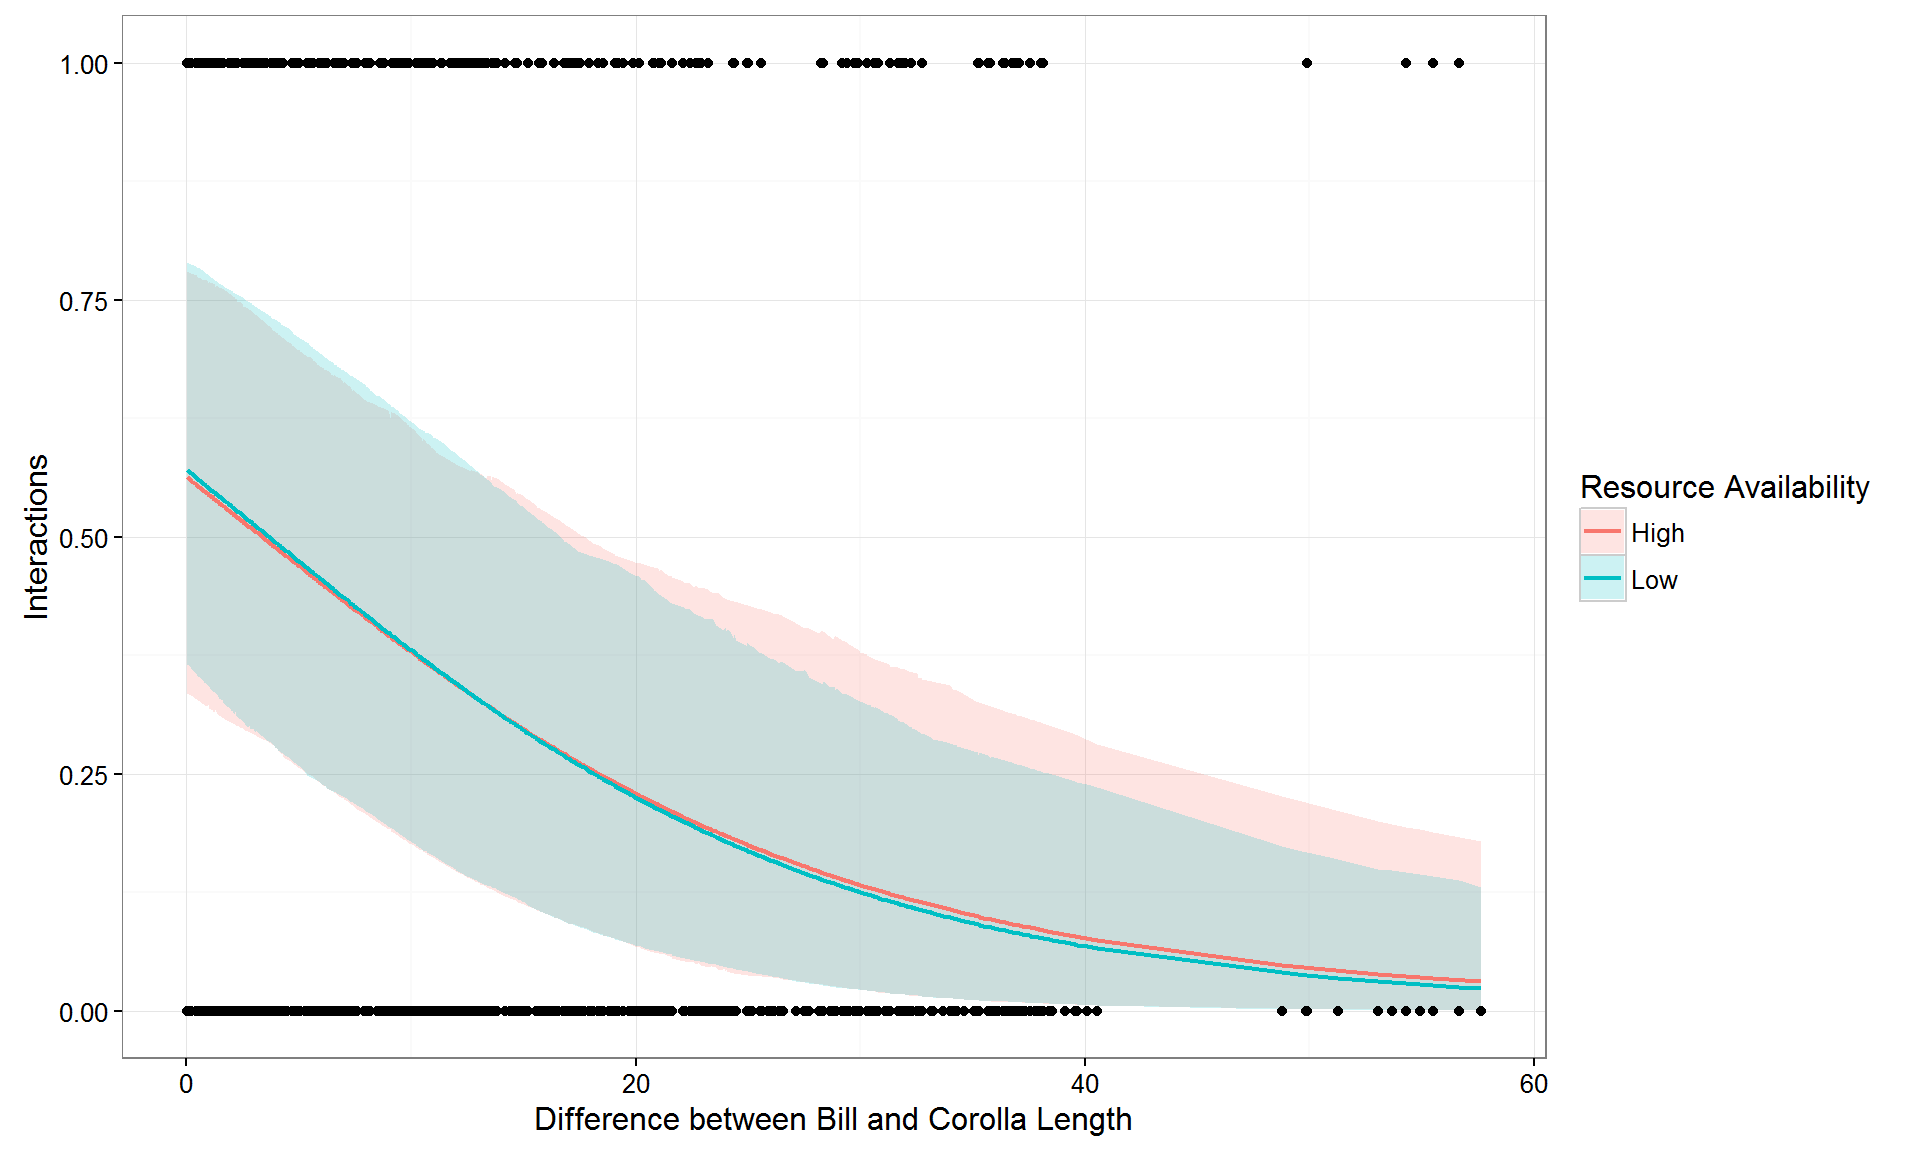 1.00
0.75
0.50
0.25
0.00
Interactions
0 20 40 60
Difference between Bill and Corolla Length
Resource Availability
High
Low